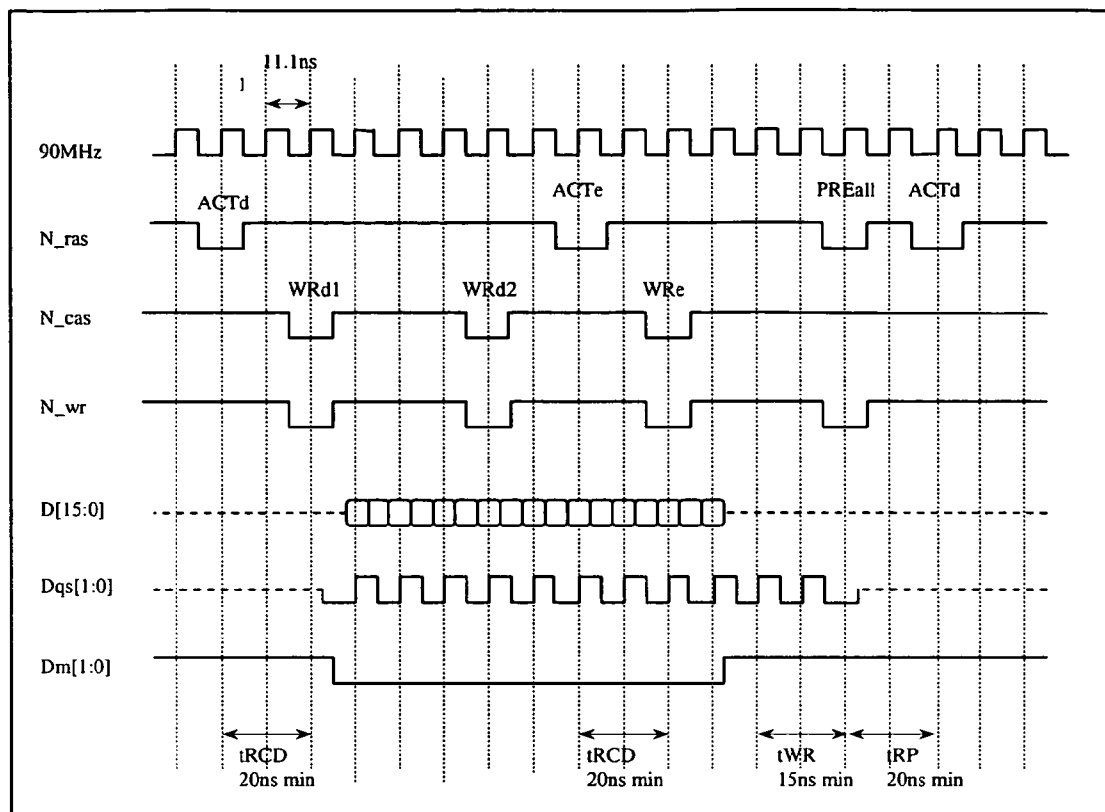 11.1ns
90MHz
ACTd ACTe PREall ACTd
N_ras
WRd1 WRd2 WRe
N_cas
N_wr
D[15:0]
Dqs[1:0]
Dm[1:0]
tRCD tRCD tWR tRP
20ns min 20ns min 15ns min 20ns min